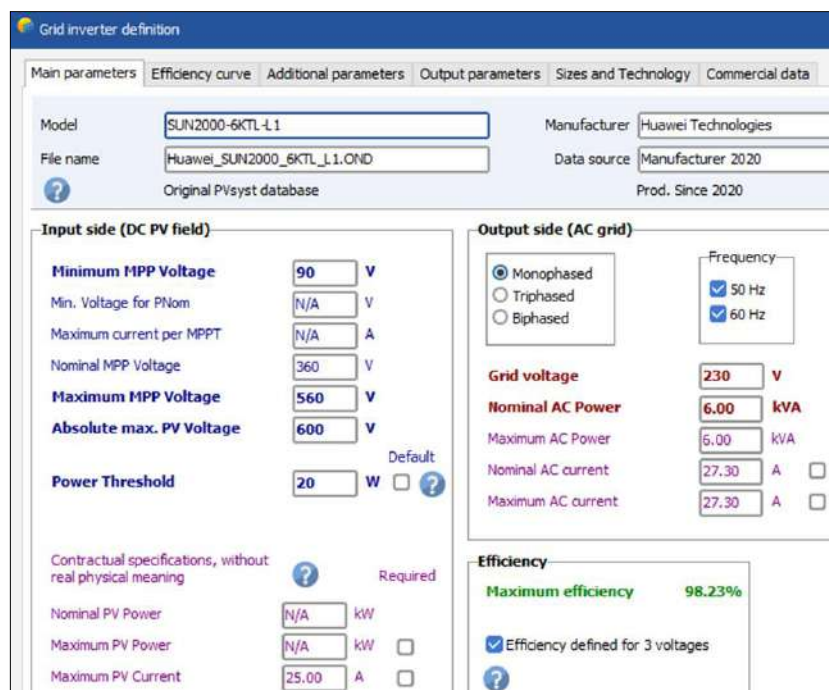 Grid inverter definition
Main parameters Efficiency curve Additional parameters Output parameters Sizes and Technology Commercial data
Model SUN2000-6KTL-L1 Manufacturer Huawei Technologies
File name Huawei_SUN2000_6KTL_L1.OND Data source Manufacturer 2020
? Original PVsyst database Prod. Since 2020
Input side (DC PV field)
Minimum MPP Voltage 90 V
Min. Voltage for PNom N/A V
Maximum current per MPPT N/A A
Nominal MPP Voltage 360 V
Maximum MPP Voltage 560 V
Absolute max. PV Voltage 600 V
Default
Power Threshold 20 W ?
Contractual specifications, without
real physical meaning ? Required
Nominal PV Power N/A kW
Maximum PV Power N/A kW
Maximum PV Current 25.00 A
Output side (AC grid)
Monophased
Triphased
Biphased
Frequency
50 Hz
60 Hz
Grid voltage 230 V
Nominal AC Power 6.00 kVA
Maximum AC Power 6.00 kVA
Nominal AC current 27.30 A
Maximum AC current 27.30 A
Efficiency
Maximum efficiency 98.23%
Efficiency defined for 3 voltages
?